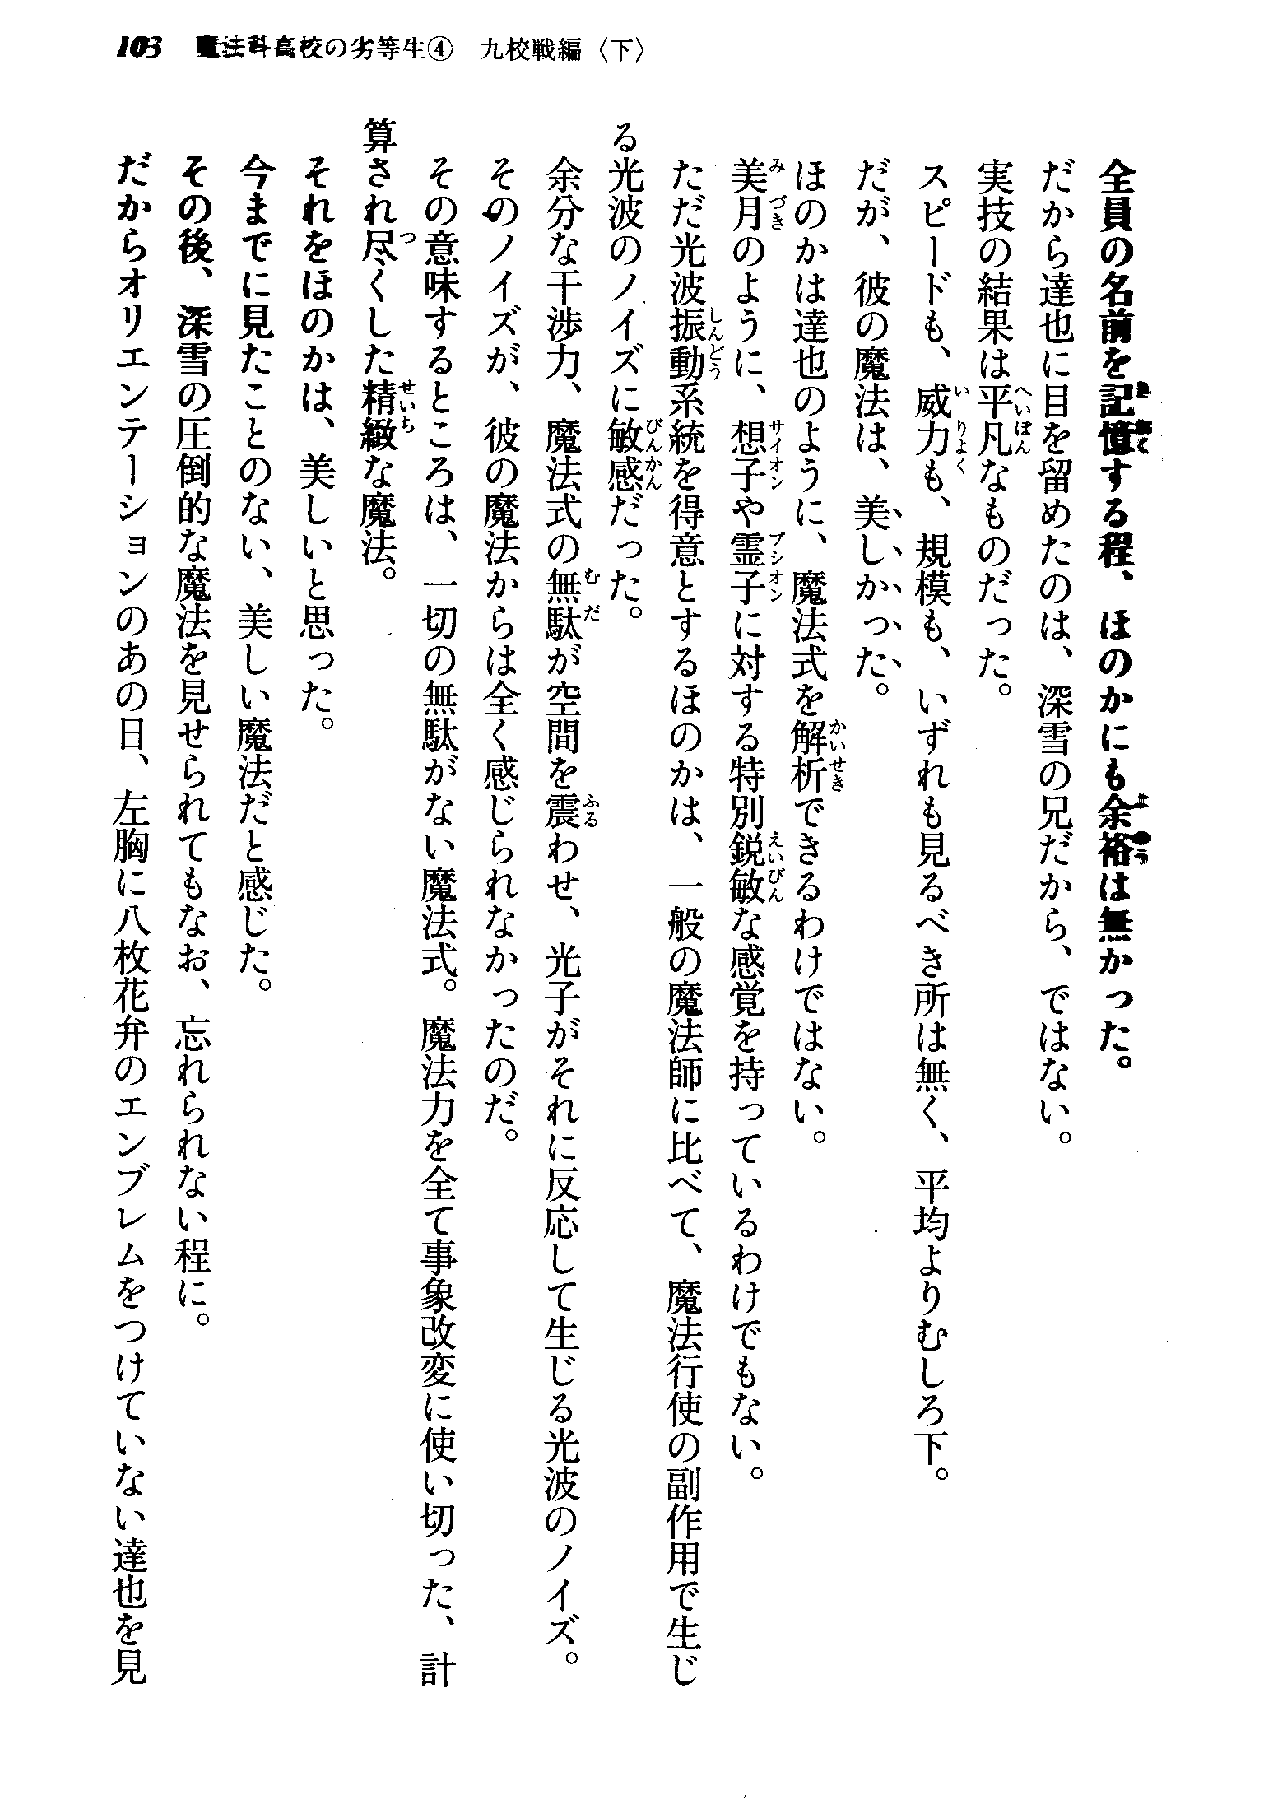 103 魔法科高校の劣等生④ 九校戦編〈下〉
全員の名前を記憶する程、ほのかにも余裕は無かった。
だから達也に目を留めたのは、深雪の兄だから、ではない。
実技の結果は平凡なものだった。
スピードも、威力も、規模も、いずれも見るべき所は無く、平均よりむしろ下。
だが、彼の魔法は、美しかった。
ほのかは達也のように、魔法式を解析できるわけではない。
美月のように、想子や霊子に対する特別鋭敏な感覚を持っているわけでもない。
ただ光波振動系統を得意とするほのかは、一般の魔法師に比べて、魔法行使の副作用で生じ
る光波のノイズに敏感だった。
余分な干渉力、魔法式の無駄が空間を震わせ、光子がそれに反応して生じる光波のノイズ。
そのノイズが、彼の魔法からは全く感じられなかったのだ。
その意味するところは、一切の無駄がない魔法式。魔法力を全て事象改変に使い切った、計
算され尽くした精緻な魔法。
それをほのかは、美しいと思った。
今までに見たことのない、美しい魔法だと感じた。
その後、深雪の圧倒的な魔法を見せられてもなお、忘れられない程に。
だからオリエンテーションのあの日、左胸に八枚花弁のエンブレムをつけていない達也を見